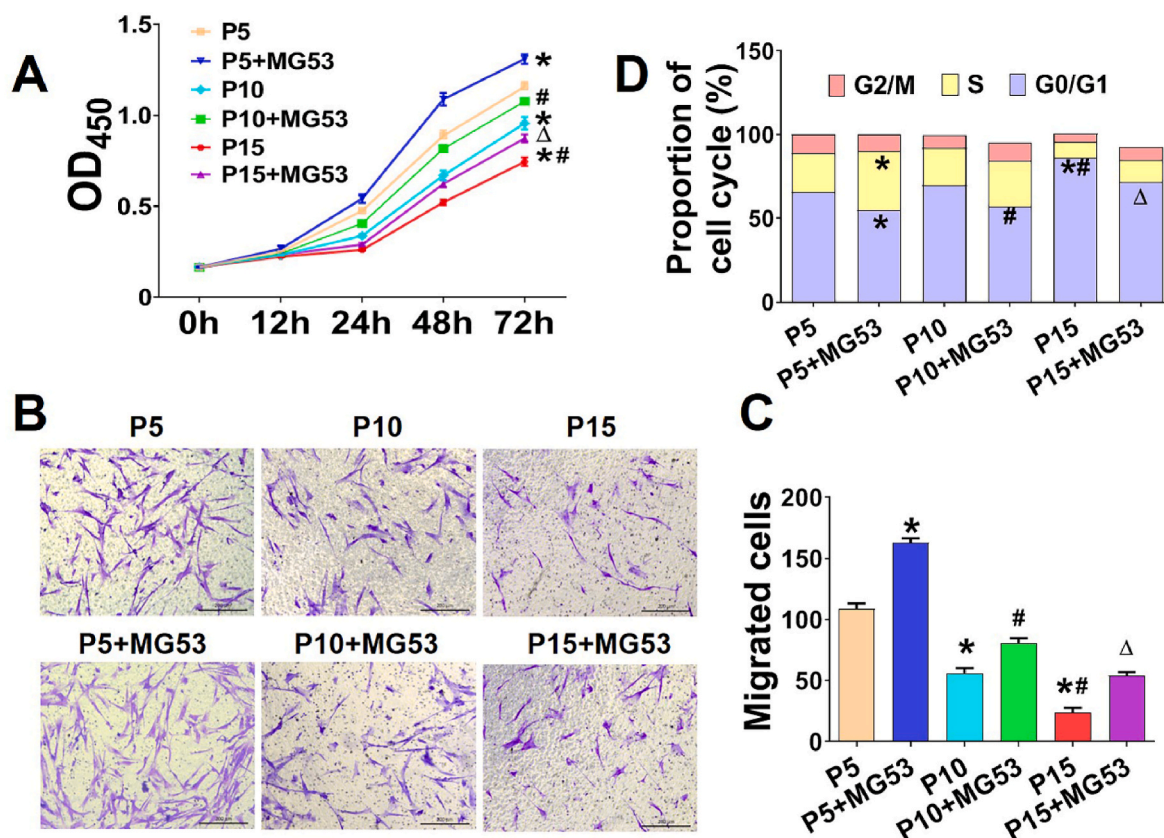 A
OD450
1.5
1.0
0.5
0
P5
P5+MG53
P10
P10+MG53
P15
P15+MG53
*
#
*
Δ
*#
0h 12h 24h 48h 72h
D
Proportion of
cell cycle (%)
150
100
50
0
G2/M S G0/G1
*
*
#
*#
Δ
P5
P5+MG53
P10
P10+MG53
P15
P15+MG53
B
P5 P10 P15
200 μm
P5+MG53 P10+MG53 P15+MG53
C
Migrated cells
200
150
100
50
0
*
*
#
*#
Δ
P5
P5+MG53
P10
P10+MG53
P15
P15+MG53